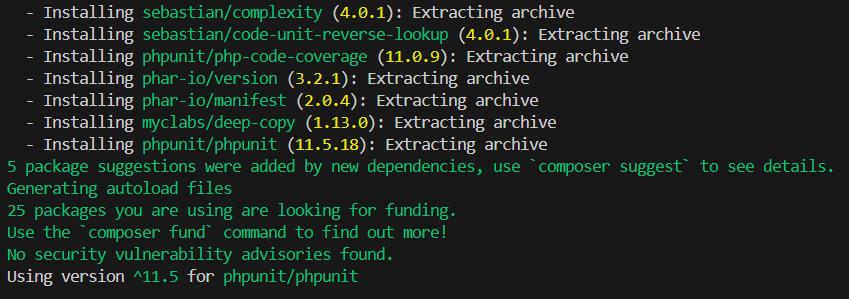 - Installing sebastian/complexity (4.0.1): Extracting archive
- Installing sebastian/code-unit-reverse-lookup (4.0.1): Extracting archive
- Installing phpunit/php-code-coverage (11.0.9): Extracting archive
- Installing phar-io/version (3.2.1): Extracting archive
- Installing phar-io/manifest (2.0.4): Extracting archive
- Installing myclabs/deep-copy (1.13.0): Extracting archive
- Installing phpunit/phpunit (11.5.18): Extracting archive
5 package suggestions were added by new dependencies, use `composer suggest` to see details.
Generating autoload files
25 packages you are using are looking for funding.
Use the `composer fund` command to find out more!
No security vulnerability advisories found.
Using version ^11.5 for phpunit/phpunit